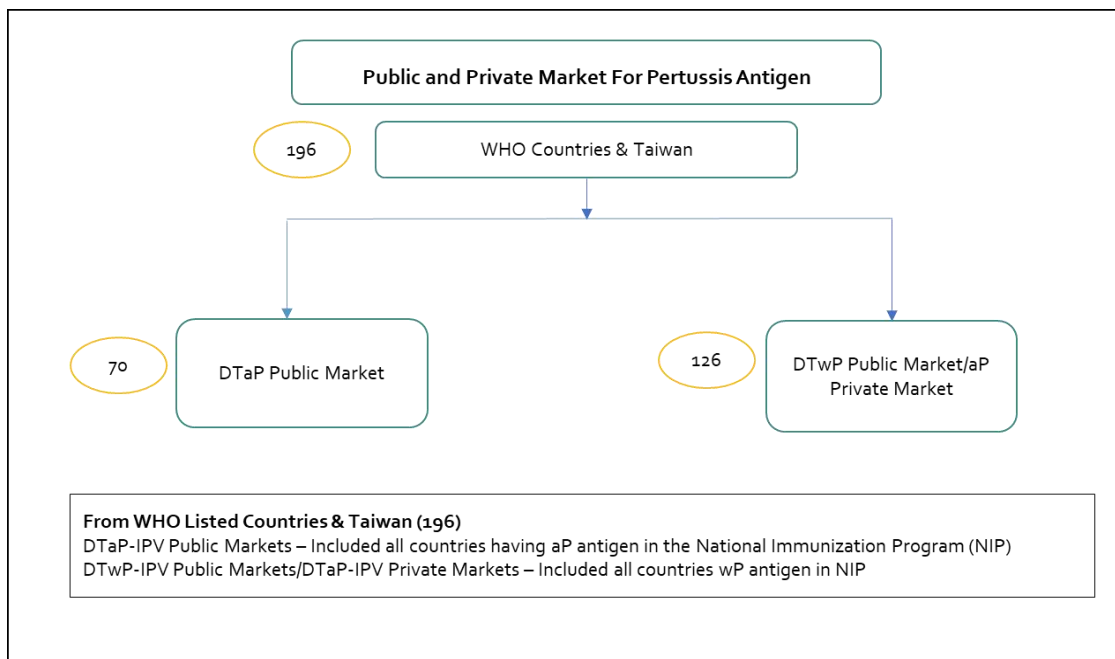 Public and Private Market For Pertussis Antigen
196
WHO Countries & Taiwan
70
DTaP Public Market
126
DTwP Public Market/aP
Private Market
From WHO Listed Countries & Taiwan (196)
DTaP-IPV Public Markets – Included all countries having aP antigen in the National Immunization Program (NIP)
DTwP-IPV Public Markets/DTaP-IPV Private Markets – Included all countries wP antigen in NIP